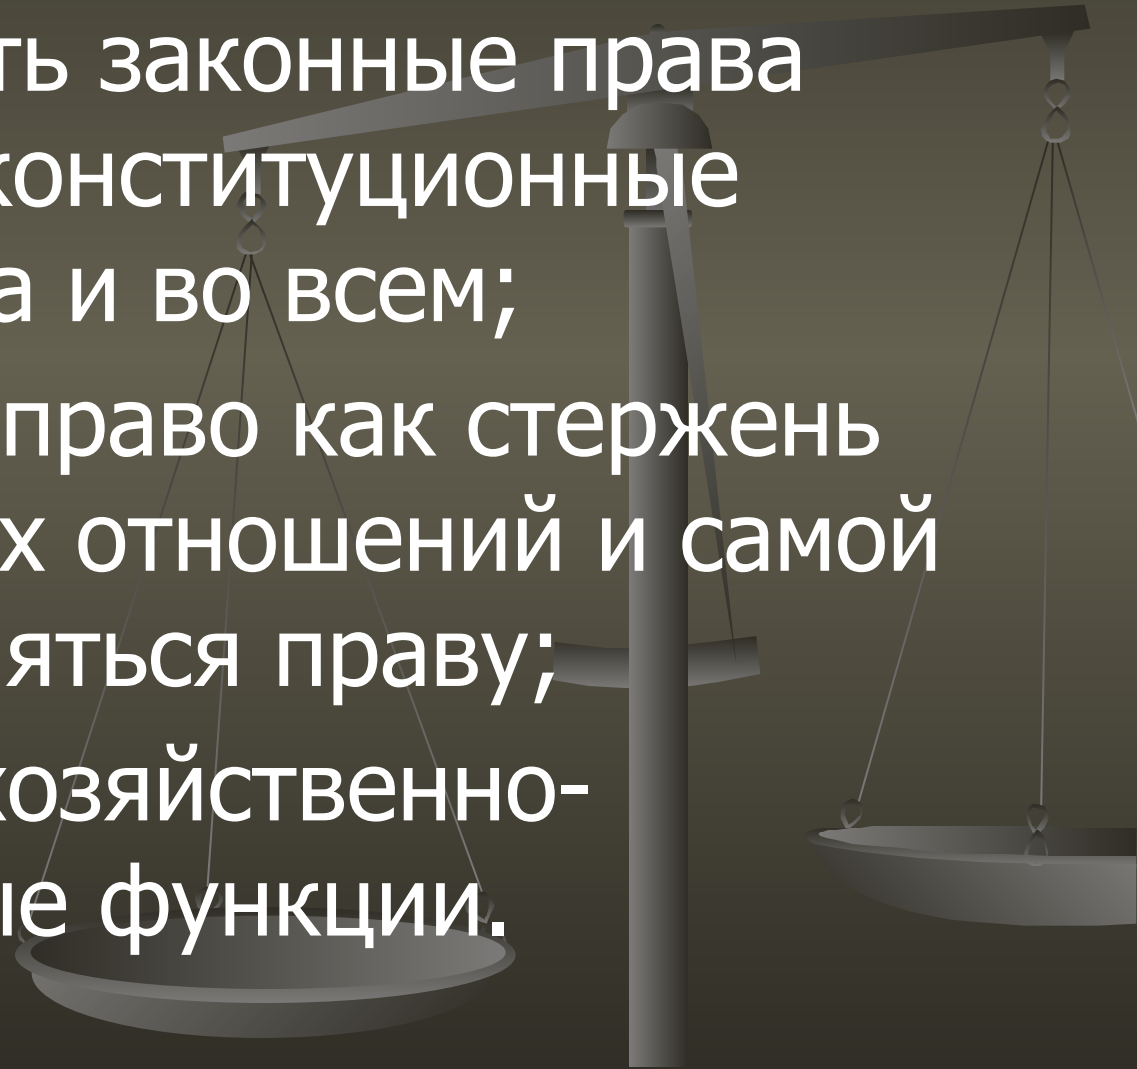 ть законные права
конституционные
а и во всем;
право как стержень
х отношений и самой
яться праву;
хозяйственно-
ые функции.